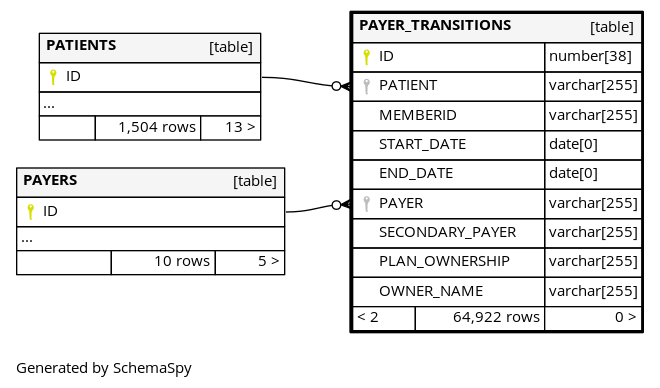 PATIENTS [table]
ID
...
1,504 rows 13 >
PAYERS [table]
ID
...
10 rows 5 >
PAYER_TRANSITIONS [table]
ID number[38]
PATIENT varchar[255]
MEMBERID varchar[255]
START_DATE date[0]
END_DATE date[0]
PAYER varchar[255]
SECONDARY_PAYER varchar[255]
PLAN_OWNERSHIP varchar[255]
OWNER_NAME varchar[255]
< 2 64,922 rows 0 >
Generated by SchemaSpy